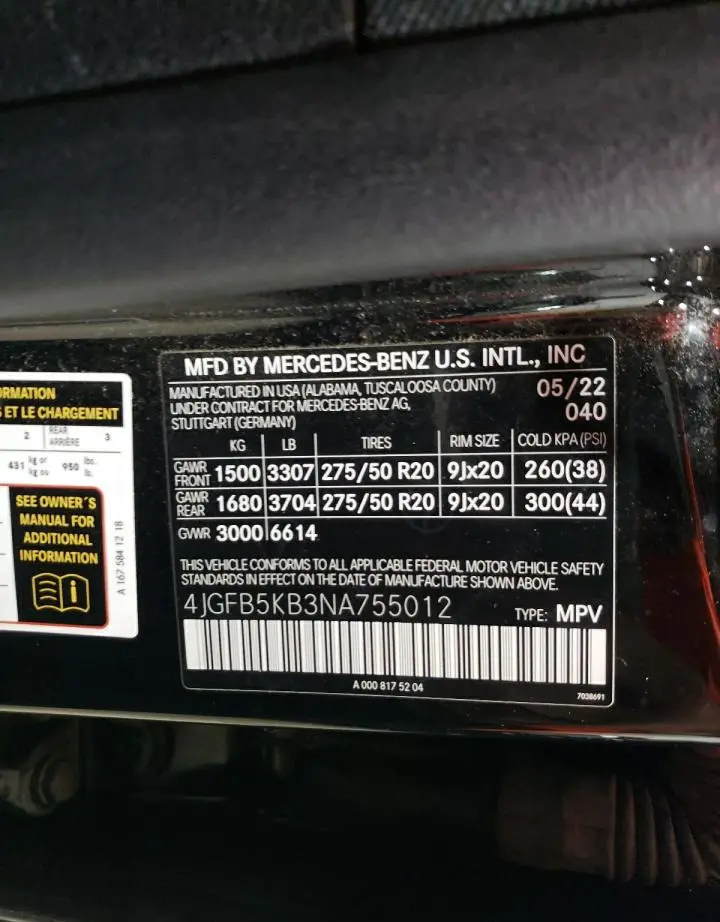 MFD BY MERCEDES-BENZ U.S. INTL., INC
MANUFACTURED IN USA (ALABAMA, TUSCALOOSA COUNTY) 05/22
UNDER CONTRACT FOR MERCEDES-BENZ AG, 040
STUTTGART (GERMANY)
KG LB TIRES RIM SIZE COLD KPA (PSI)
GAWR FRONT 1500 3307 275/50 R20 9Jx20 260(38)
GAWR REAR 1680 3704 275/50 R20 9Jx20 300(44)
GVWR 3000 6614
THIS VEHICLE CONFORMS TO ALL APPLICABLE FEDERAL MOTOR VEHICLE SAFETY
STANDARDS IN EFFECT ON THE DATE OF MANUFACTURE SHOWN ABOVE.
4JGFB5KB3NA755012 TYPE: MPV
A 000 817 52 04
7038691
ET LE CHARGEMENT
2 REAR ARRIÈRE 3
431 kg or kg ou 950 lbs. lb.
SEE OWNER'S
MANUAL FOR
ADDITIONAL
INFORMATION
A 167 584 12 18